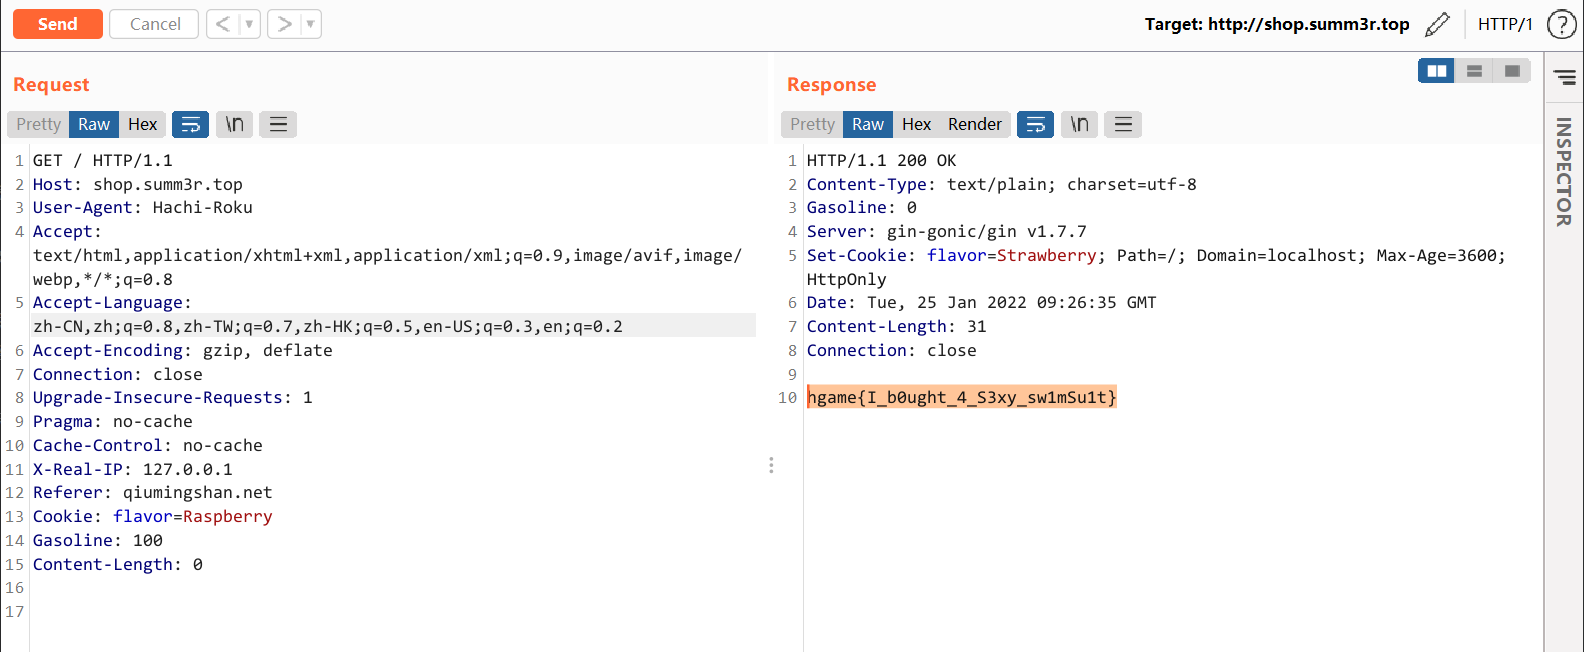 Send Cancel < > Target: http://shop.summ3r.top HTTP/1 ?
Request
Pretty Raw Hex \n
1 GET / HTTP/1.1
2 Host: shop.summ3r.top
3 User-Agent: Hachi-Roku
4 Accept:
text/html,application/xhtml+xml,application/xml;q=0.9,image/avif,image/
webp,*/*;q=0.8
5 Accept-Language:
zh-CN,zh;q=0.8,zh-TW;q=0.7,zh-HK;q=0.5,en-US;q=0.3,en;q=0.2
6 Accept-Encoding: gzip, deflate
7 Connection: close
8 Upgrade-Insecure-Requests: 1
9 Pragma: no-cache
10 Cache-Control: no-cache
11 X-Real-IP: 127.0.0.1
12 Referer: qiumingshan.net
13 Cookie: flavor=Raspberry
14 Gasoline: 100
15 Content-Length: 0
16
17
Response
Pretty Raw Hex Render \n
1 HTTP/1.1 200 OK
2 Content-Type: text/plain; charset=utf-8
3 Gasoline: 0
4 Server: gin-gonic/gin v1.7.7
5 Set-Cookie: flavor=Strawberry; Path=/; Domain=localhost; Max-Age=3600;
HttpOnly
6 Date: Tue, 25 Jan 2022 09:26:35 GMT
7 Content-Length: 31
8 Connection: close
9
10 hgame{I_b0ught_4_S3xy_sw1mSu1t}
INSPECTOR